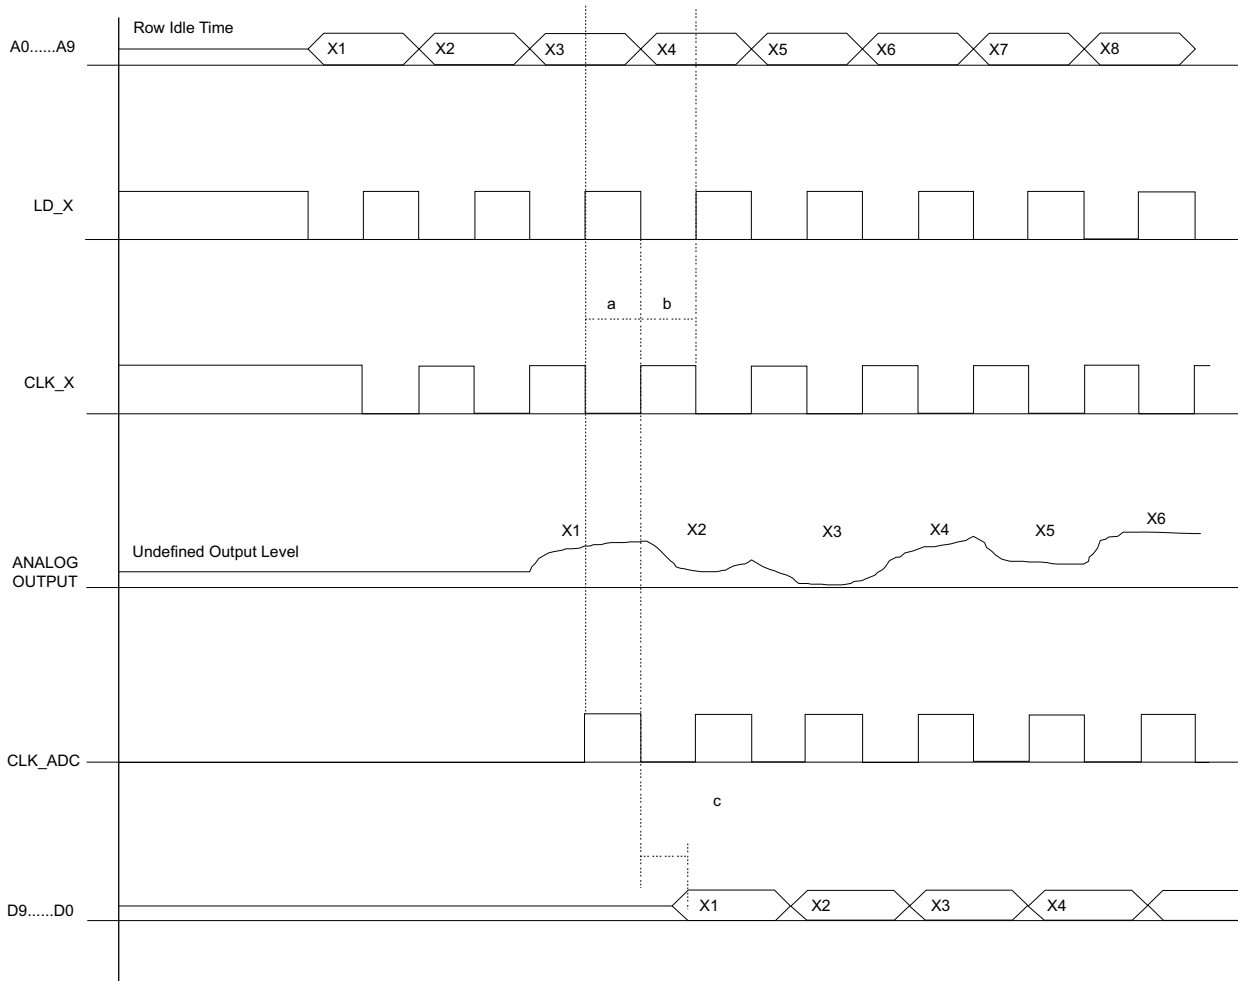 Row Idle Time
A0......A9
X1 X2 X3 X4 X5 X6 X7 X8
LD_X
a b
CLK_X
X1 X2 X3 X4 X5 X6
Undefined Output Level
ANALOG
OUTPUT
CLK_ADC
c
D9......D0
X1 X2 X3 X4